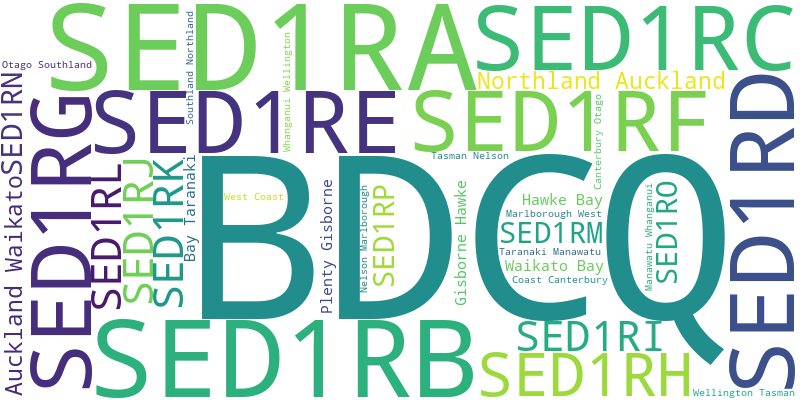 SED1RA
SED1RC
Otago Southland
Southland Northland
Whanganui Wellington
Northland Auckland
SED1RN
SED1RG
SED1RE
SED1RF
Canterbury Otago
SED1RD
Auckland Waikato
SED1RL
SED1RJ
SED1RK
Bay Taranaki
BDCQ
Tasman Nelson
West Coast
Plenty Gisborne
Nelson Marlborough
SED1RP
Gisborne Hawke
Hawke Bay
Marlborough West
SED1RM
Taranaki Manawatu
Waikato Bay
Coast Canterbury
Manawatu Whanganui
SED1RO
SED1RB
SED1RI
SED1RH
Wellington Tasman